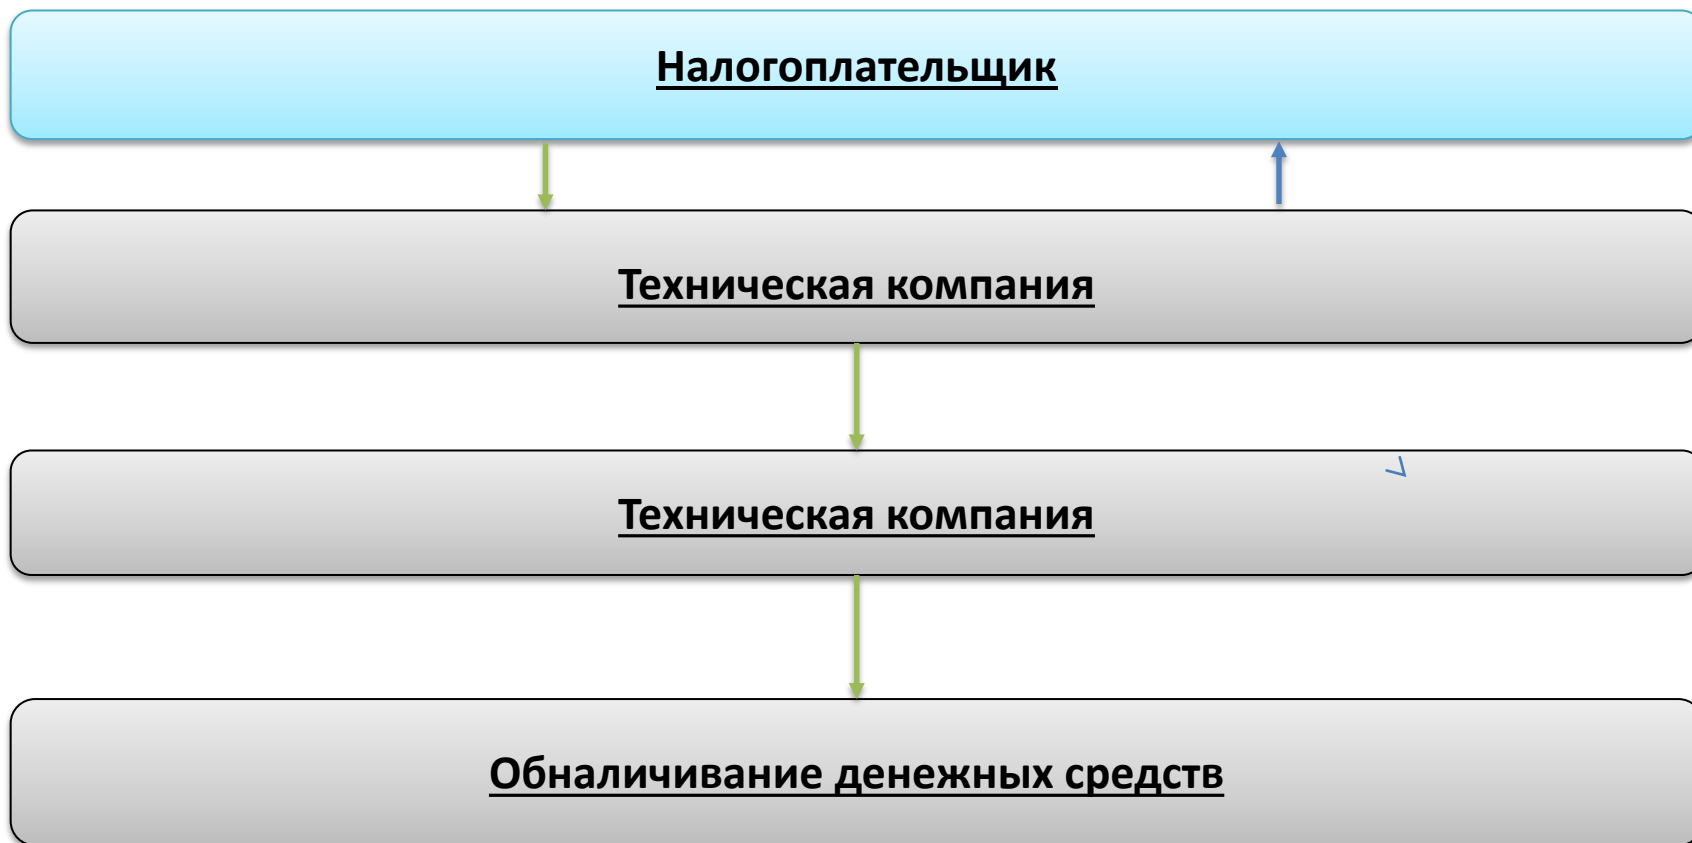 Налогоплательщик
Техническая компания
Техническая компания
Обналичивание денежных средств